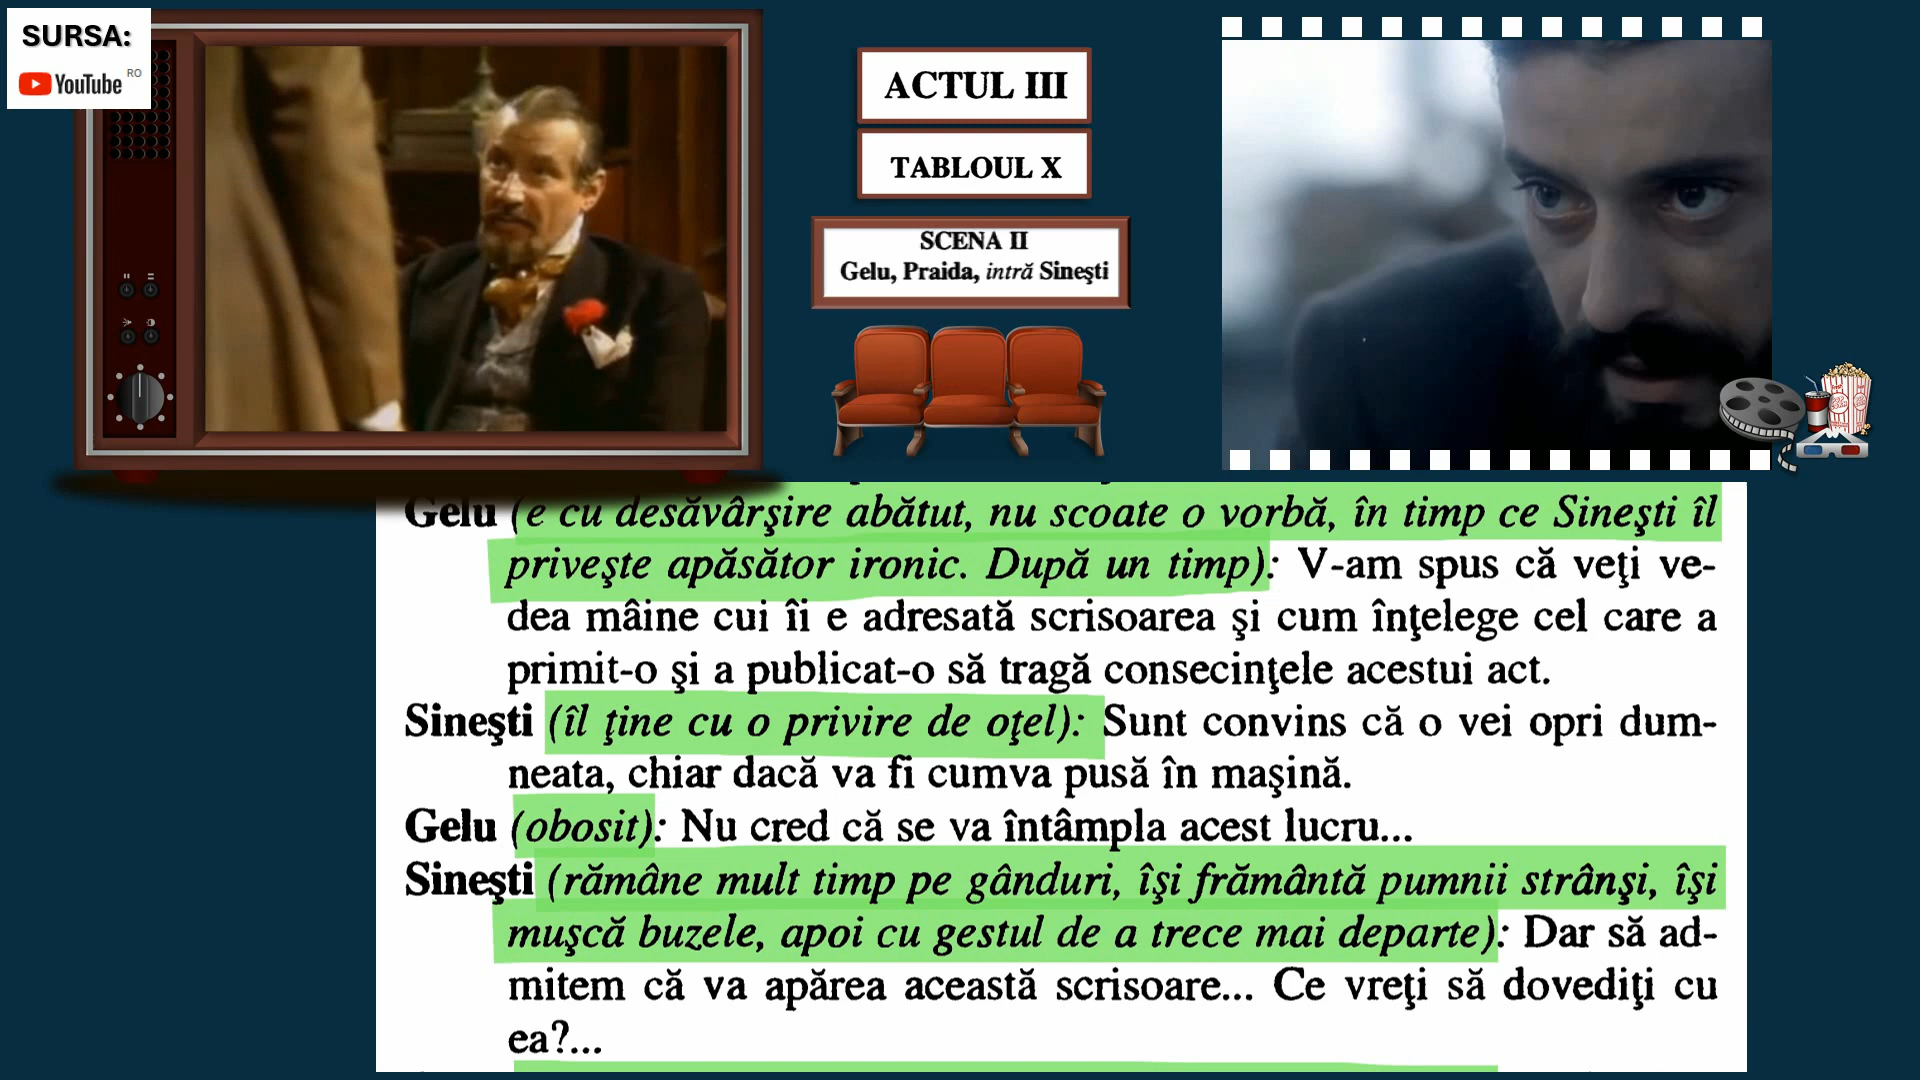 SURSA:
YouTube RO
ACTUL III
TABLOUL X
SCENA II
Gelu, Praida, intră Sineşti
Gelu (e cu desăvârşire abătut, nu scoate o vorbă, în timp ce Sineşti îl
priveşte apăsător ironic. După un timp): V-am spus că veţi ve-
dea mâine cui îi e adresată scrisoarea şi cum înţelege cel care a
primit-o şi a publicat-o să tragă consecinţele acestui act.
Sineşti (îl ţine cu o privire de oţel): Sunt convins că o vei opri dum-
neata, chiar dacă va fi cumva pusă în maşină.
Gelu (obosit): Nu cred că se va întâmpla acest lucru...
Sineşti (rămâne mult timp pe gânduri, îşi frământă pumnii strânşi, îşi
muşcă buzele, apoi cu gestul de a trece mai departe): Dar să ad-
mitem că va apărea această scrisoare... Ce vreţi să dovediţi cu
ea?...